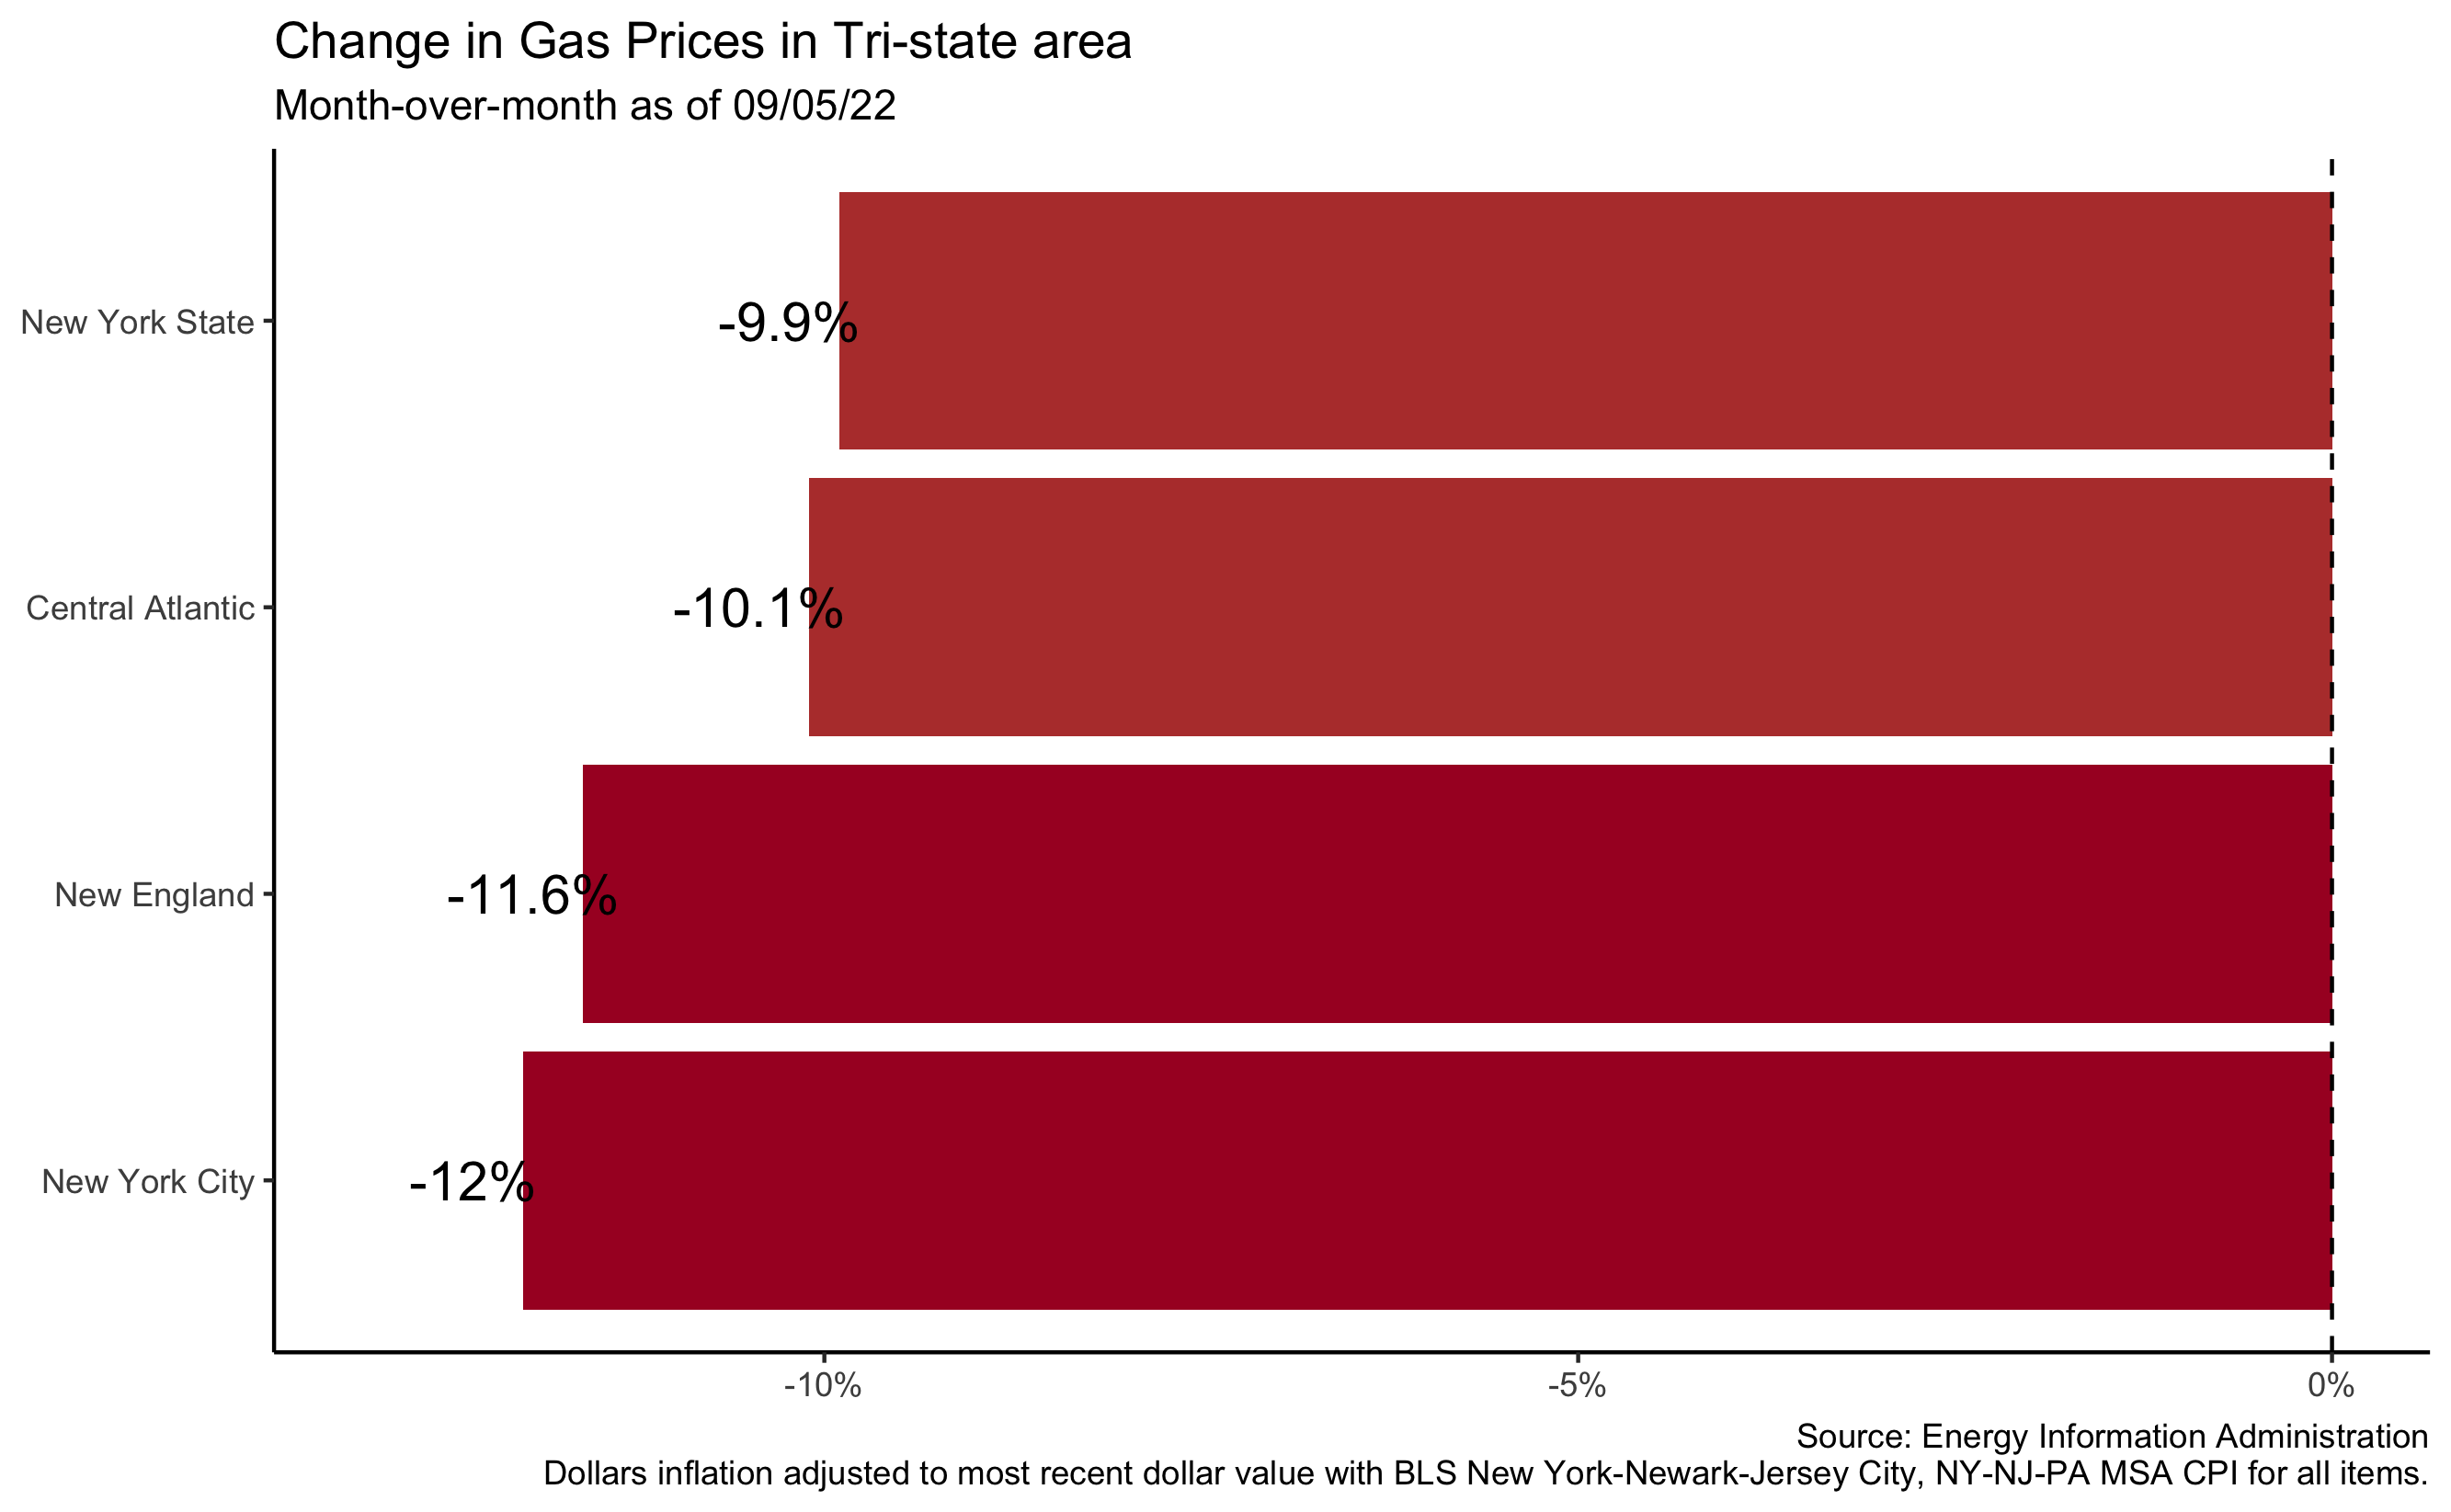 Change in Gas Prices in Tri-state area
Month-over-month as of 09/05/22
New York State
-9.9%
Central Atlantic
-10.1%
New England
-11.6%
New York City
-12%
-10%
-5%
0%
Source: Energy Information Administration
Dollars inflation adjusted to most recent dollar value with BLS New York-Newark-Jersey City, NY-NJ-PA MSA CPI for all items.